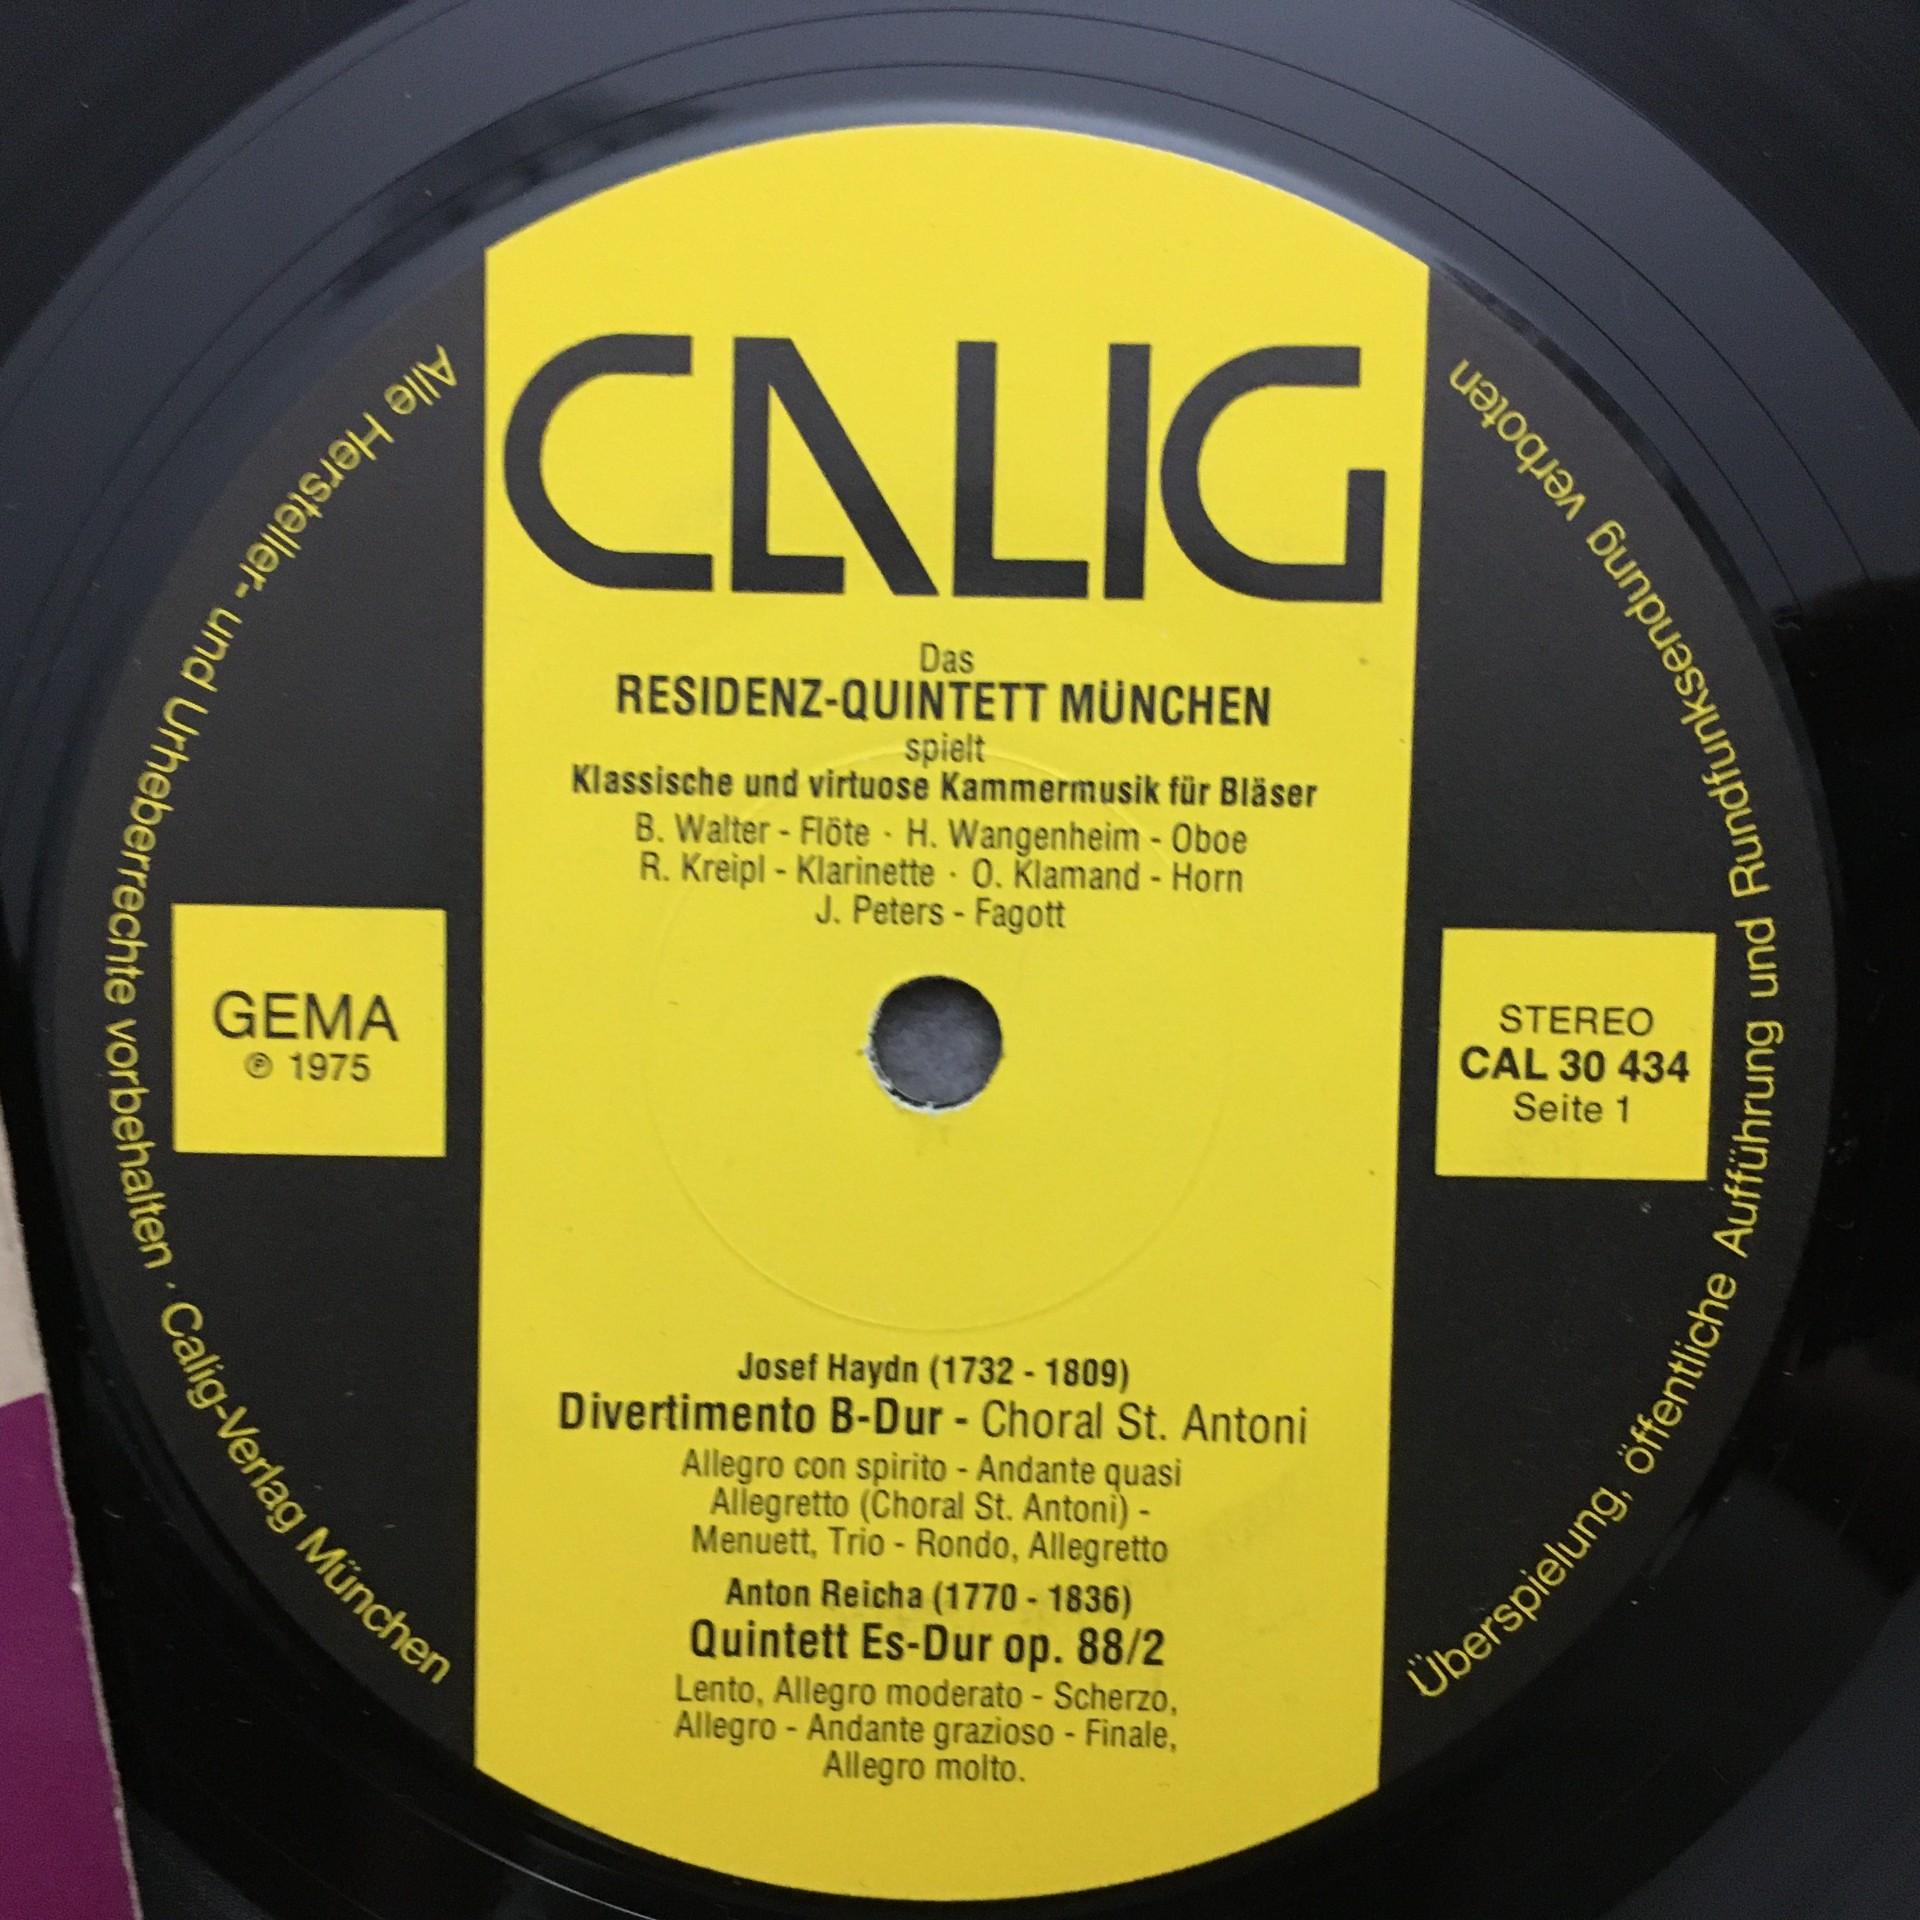 CALIG
Das
RESIDENZ-QUINTETT MÜNCHEN
spielt
Klassische und virtuose Kammermusik für Bläser
B. Walter - Flöte · H. Wangenheim - Oboe
R. Kreipl - Klarinette · O. Klamand - Horn
J. Peters - Fagott
GEMA
℗ 1975
STEREO
CAL 30 434
Seite 1
Josef Haydn (1732 - 1809)
Divertimento B-Dur - Choral St. Antoni
Allegro con spirito - Andante quasi
Allegretto (Choral St. Antoni) -
Menuett, Trio - Rondo, Allegretto
Anton Reicha (1770 - 1836)
Quintett Es-Dur op. 88/2
Lento, Allegro moderato - Scherzo,
Allegro - Andante grazioso - Finale,
Allegro molto.
Alle Hersteller- und Urheberrechte vorbehalten · Calig-Verlag München
Überspielung, öffentliche Aufführung und Rundfunksendung verboten